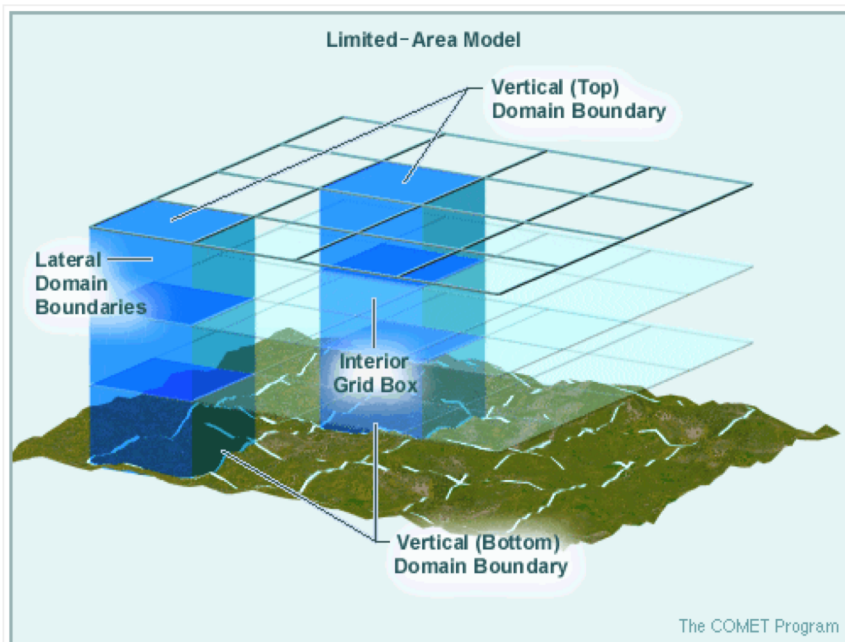 Limited-Area Model
Vertical (Top)
Domain Boundary
Lateral
Domain
Boundaries
Interior
Grid Box
Vertical (Bottom)
Domain Boundary
The COMET Program